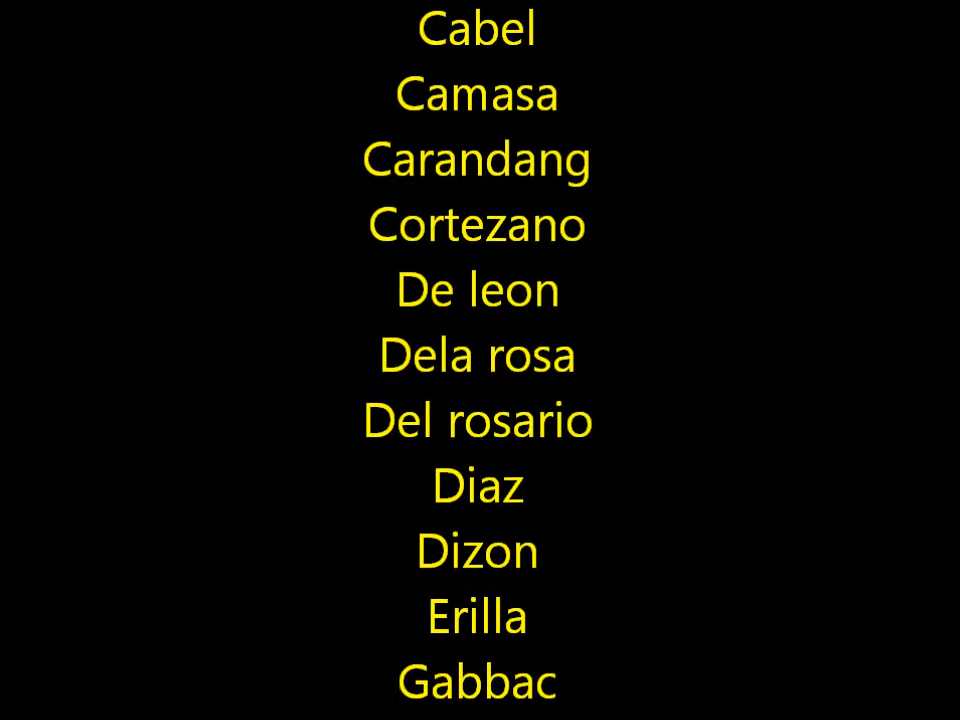 Cabel
Camasa
Carandang
Cortezano
De leon
Dela rosa
Del rosario
Diaz
Dizon
Erilla
Gabbac